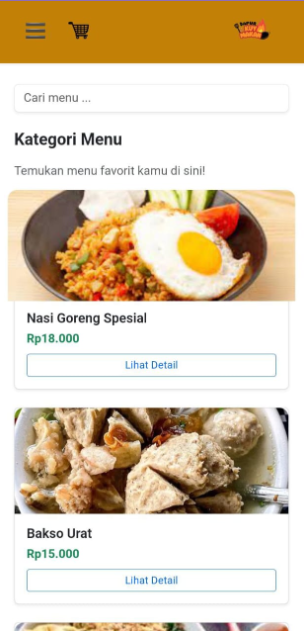 Cari menu ...
Kategori Menu
Temukan menu favorit kamu di sini!
Nasi Goreng Spesial
Rp18.000
Lihat Detail
Bakso Urat
Rp15.000
Lihat Detail